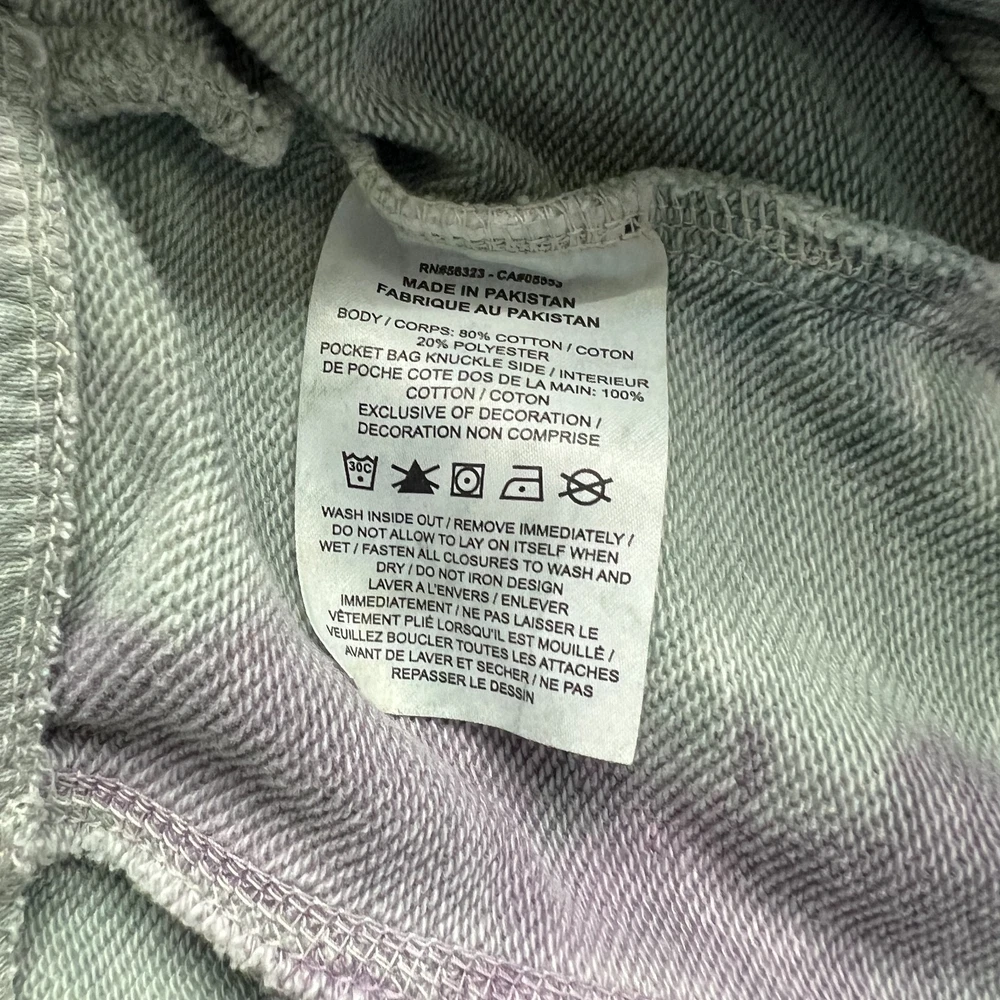 RN#56323 - CA#05553
MADE IN PAKISTAN
FABRIQUE AU PAKISTAN
BODY / CORPS: 80% COTTON / COTON
20% POLYESTER
POCKET BAG KNUCKLE SIDE / INTERIEUR
DE POCHE COTE DOS DE LA MAIN: 100%
COTTON / COTON
EXCLUSIVE OF DECORATION /
DECORATION NON COMPRISE
30C
WASH INSIDE OUT / REMOVE IMMEDIATELY /
DO NOT ALLOW TO LAY ON ITSELF WHEN
WET / FASTEN ALL CLOSURES TO WASH AND
DRY / DO NOT IRON DESIGN
LAVER A L'ENVERS / ENLEVER
IMMEDIATEMENT / NE PAS LAISSER LE
VÊTEMENT PLIÉ LORSQU'IL EST MOUILLÉ /
VEUILLEZ BOUCLER TOUTES LES ATTACHES
AVANT DE LAVER ET SECHER / NE PAS
REPASSER LE DESSIN